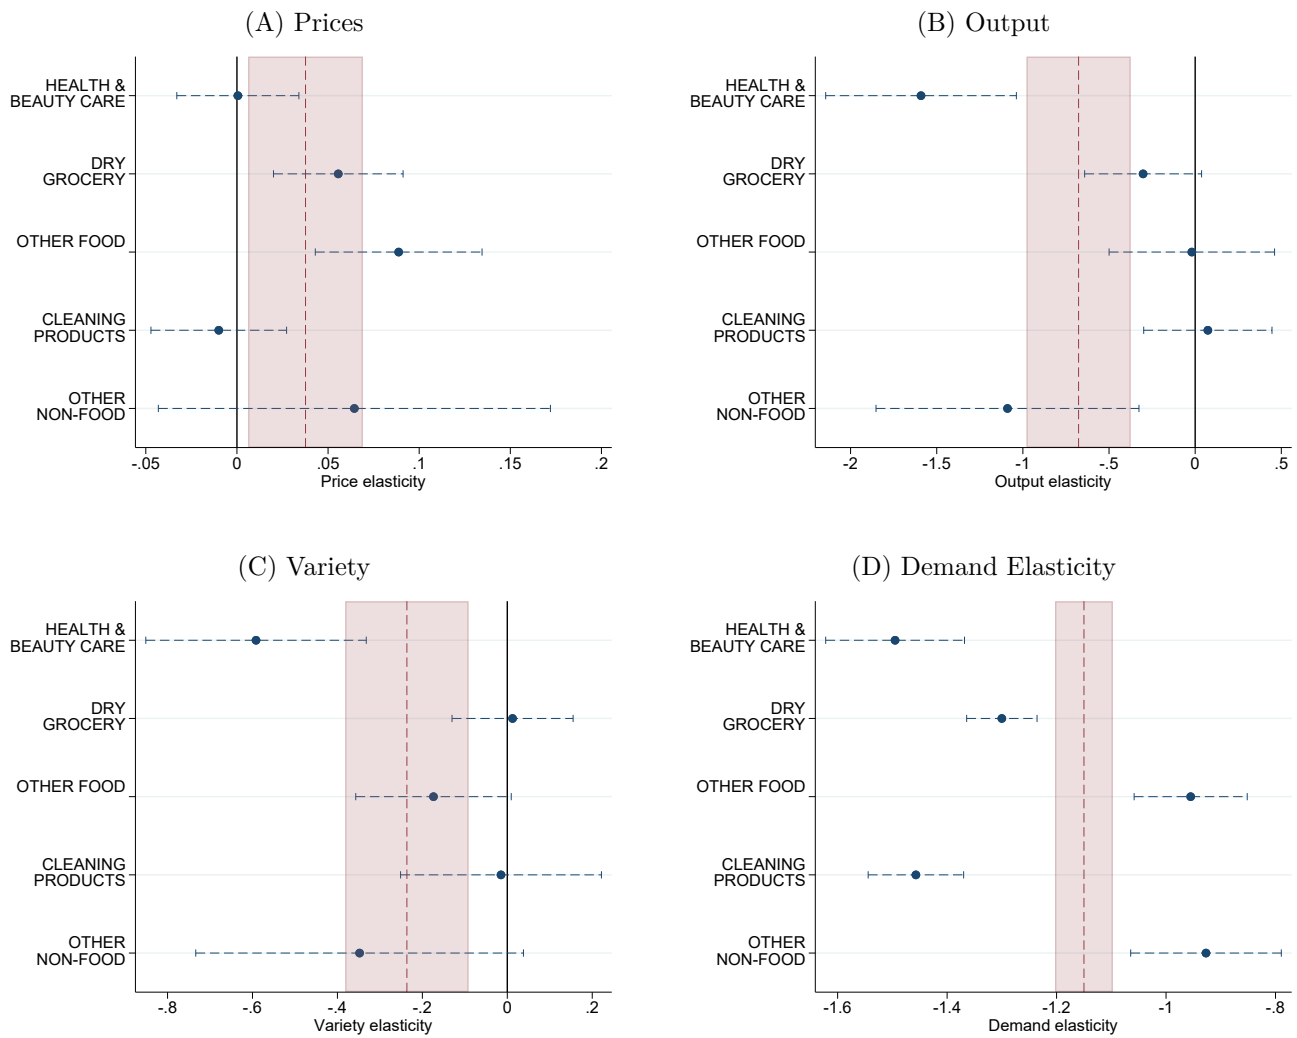 (A) Prices
HEALTH &
BEAUTY CARE
DRY
GROCERY
OTHER FOOD
CLEANING
PRODUCTS
OTHER
NON-FOOD
-.05 0 .05 .1 .15 .2
Price elasticity
(B) Output
HEALTH &
BEAUTY CARE
DRY
GROCERY
OTHER FOOD
CLEANING
PRODUCTS
OTHER
NON-FOOD
-2 -1.5 -1 -.5 0 .5
Output elasticity
(C) Variety
HEALTH &
BEAUTY CARE
DRY
GROCERY
OTHER FOOD
CLEANING
PRODUCTS
OTHER
NON-FOOD
-.8 -.6 -.4 -.2 0 .2
Variety elasticity
(D) Demand Elasticity
HEALTH &
BEAUTY CARE
DRY
GROCERY
OTHER FOOD
CLEANING
PRODUCTS
OTHER
NON-FOOD
-1.6 -1.4 -1.2 -1 -.8
Demand elasticity